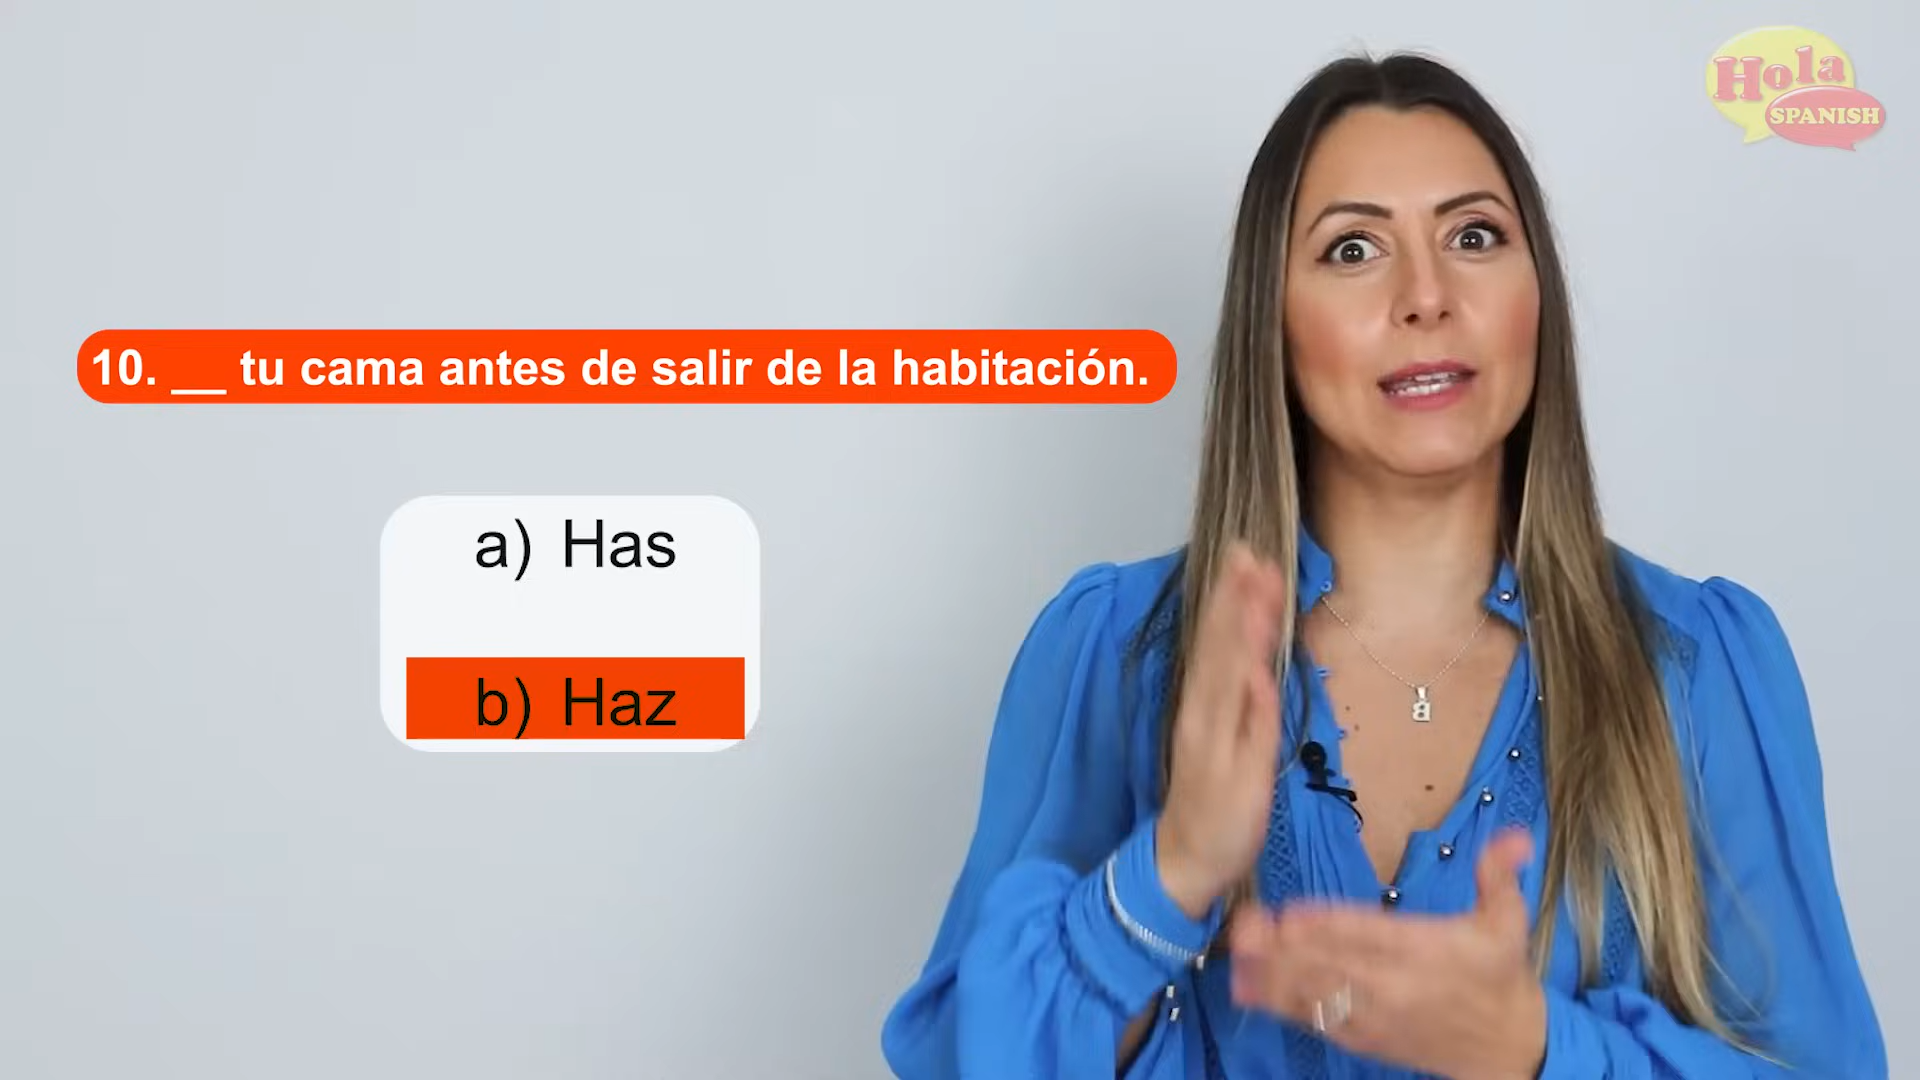 Hola
SPANISH
10. __ tu cama antes de salir de la habitación.
a) Has
b) Haz